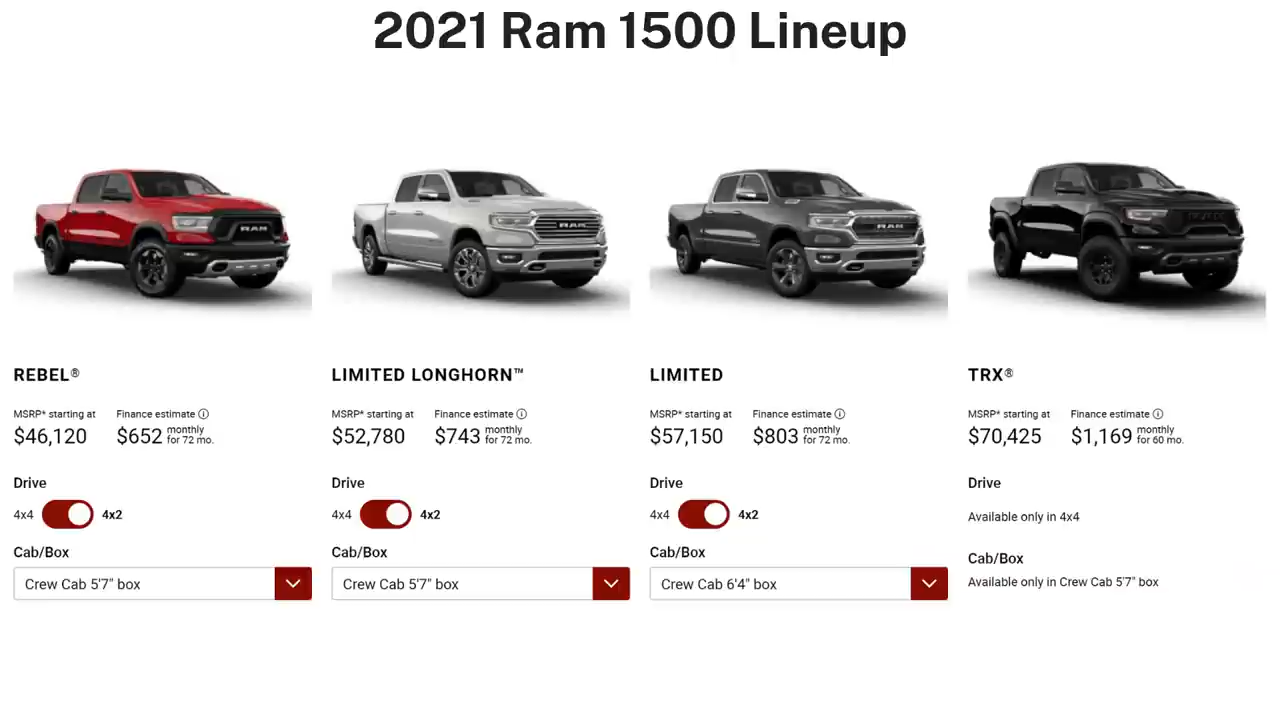 2021 Ram 1500 Lineup
RAM
RAM
RAM
RAM
REBEL®
MSRP* starting at
Finance estimate
$46,120
$652 monthly for 72 mo.
Drive
4x4 4x2
Cab/Box
Crew Cab 5'7" box
LIMITED LONGHORN™
MSRP* starting at
Finance estimate
$52,780
$743 monthly for 72 mo.
Drive
4x4 4x2
Cab/Box
Crew Cab 5'7" box
LIMITED
MSRP* starting at
Finance estimate
$57,150
$803 monthly for 72 mo.
Drive
4x4 4x2
Cab/Box
Crew Cab 6'4" box
TRX®
MSRP* starting at
Finance estimate
$70,425
$1,169 monthly for 60 mo.
Drive
Available only in 4x4
Cab/Box
Available only in Crew Cab 5'7" box